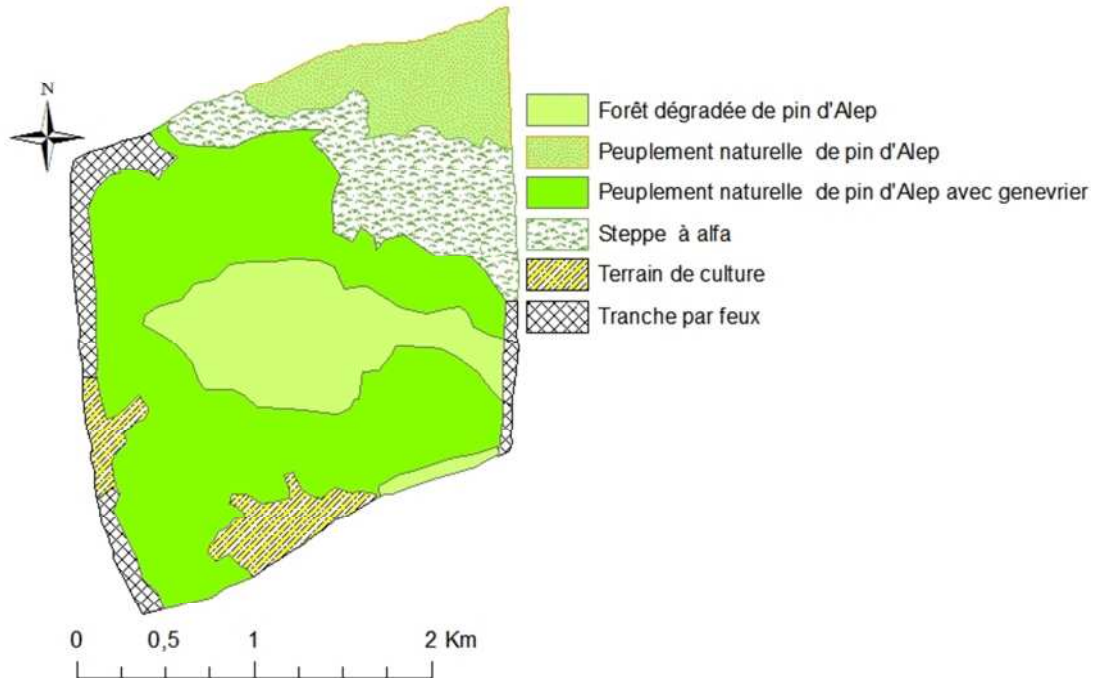 N
Forêt dégradée de pin d'Alep
Peuplement naturelle de pin d'Alep
Peuplement naturelle de pin d'Alep avec genevrier
Steppe à alfa
Terrain de culture
Tranche par feux
0 0,5 1 2 Km